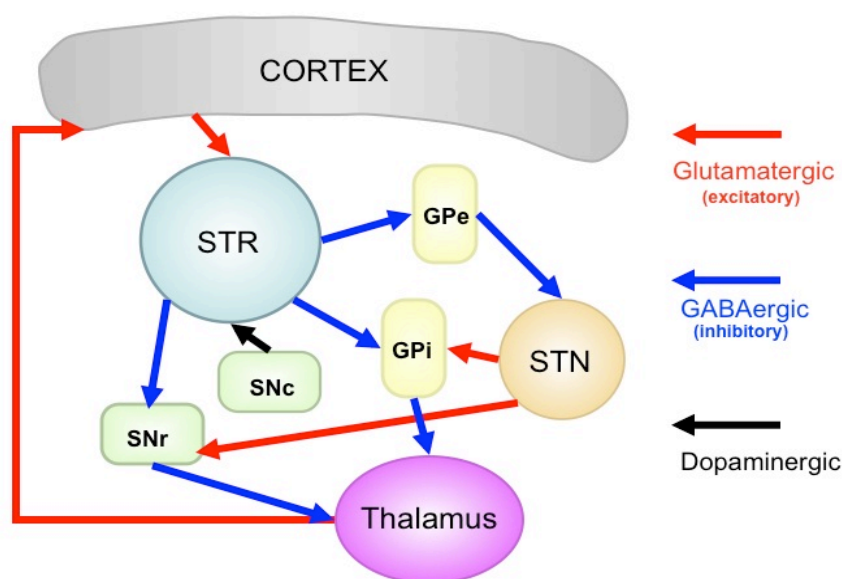 CORTEX
Glutamatergic
(excitatory)
GPe
STR
GABAergic
(inhibitory)
GPi
STN
SNc
SNr
Dopaminergic
Thalamus